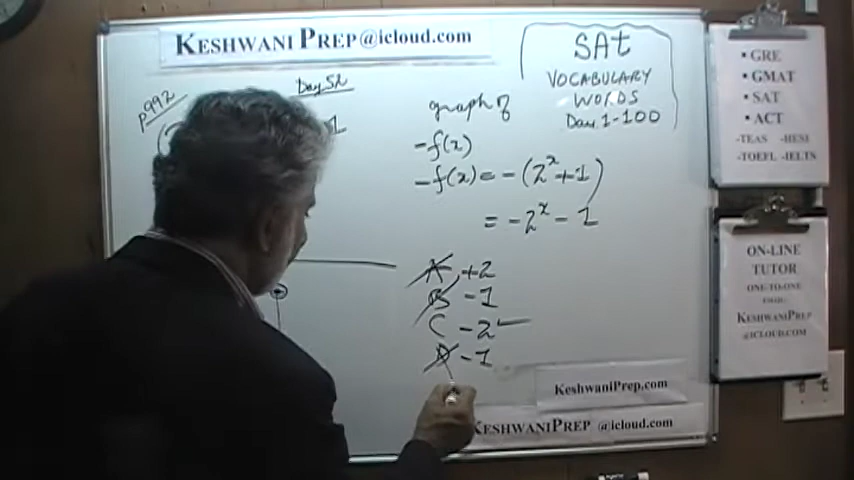 KESHWANI PREP@icloud.com
p992
Day 52
graph of
-f(x)
-f(x) = -(2^x + 1)
= -2^x - 1
A +2
B -1
C -2
D -1
SAt
VOCABULARY
WORDS
Day 1-100
• GRE
• GMAT
• SAT
• ACT
-TEAS -HESI
-TOEFL -IELTS
ON-LINE
TUTOR
ONE-TO-ONE
KESHWANIPREP
@ICLOUD.COM
KESHWANIPREP.com
KESHWANIPREP @icloud.com